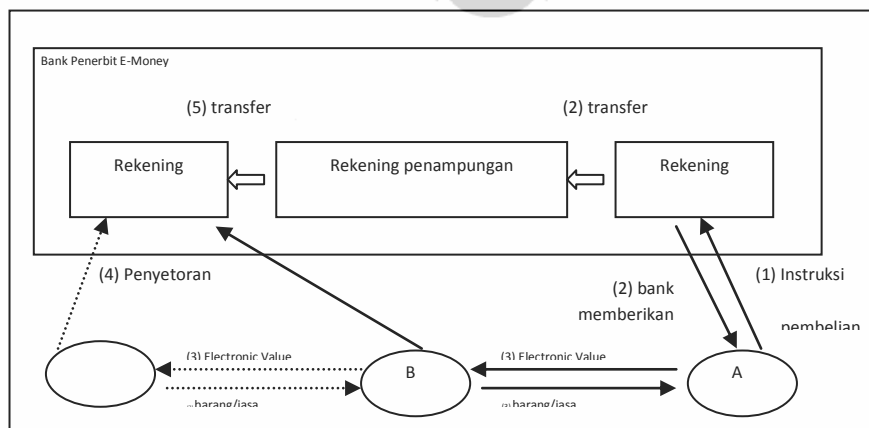 Bank Penerbit E-Money
(5) transfer
(2) transfer
Rekening
Rekening penampungan
Rekening
(4) Penyetoran
(2) bank
memberikan
(1) Instruksi
pembelian
(3) Electronic Value
(3) Electronic Value
B
A
barang/jasa
(3) barang/jasa